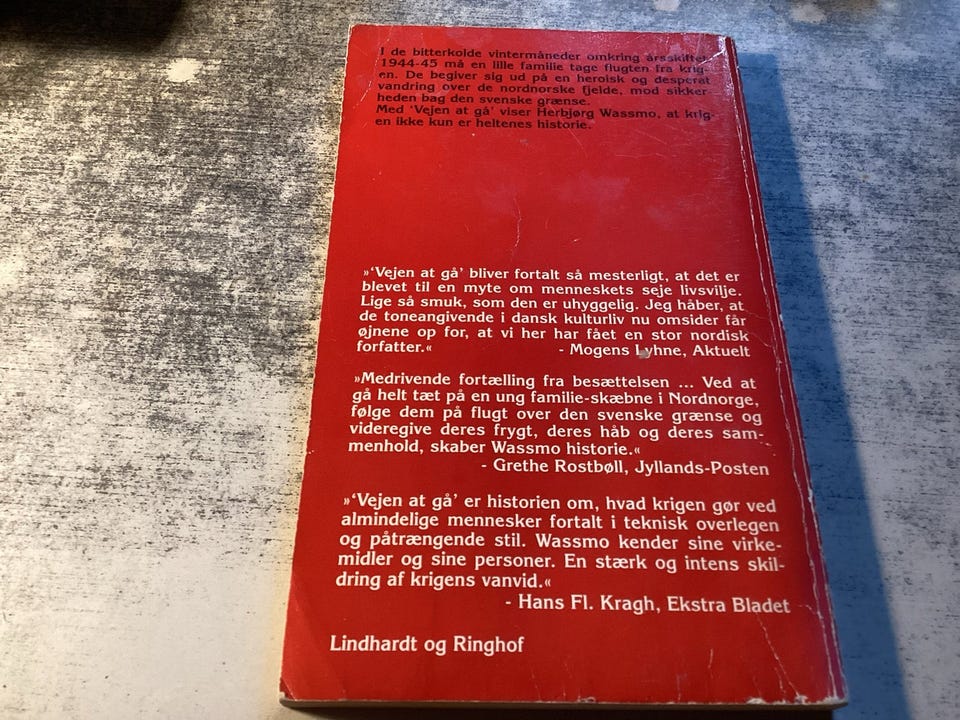 I de bitterkolde vintermåneder omkring årsskiftet
1944-45 må en lille familie tage flugten fra krig-
en. De begiver sig ud på en heroisk og desperat
vandring over de nordnorske fjelde, mod sikker-
heden bag den svenske grænse.
Med 'Vejen at gå' viser Herbjørg Wassmo, at krig-
en ikke kun er heltenes historie.
»'Vejen at gå' bliver fortalt så mesterligt, at det er
blevet til en myte om menneskets seje livsvilje.
Lige så smuk, som den er uhyggelig. Jeg håber, at
de toneangivende i dansk kulturliv nu omsider får
øjnene op for, at vi her har fået en stor nordisk
forfatter.« - Mogens Lyhne, Aktuelt
»Medrivende fortælling fra besættelsen ... Ved at
gå helt tæt på en ung familie-skæbne i Nordnorge,
følge dem på flugt over den svenske grænse og
videregive deres frygt, deres håb og deres sam-
menhold, skaber Wassmo historie.«
- Grethe Rostbøll, Jyllands-Posten
»'Vejen at gå' er historien om, hvad krigen gør ved
almindelige mennesker fortalt i teknisk overlegen
og påtrængende stil. Wassmo kender sine virke-
midler og sine personer. En stærk og intens skil-
dring af krigens vanvid.«
- Hans Fl. Kragh, Ekstra Bladet
Lindhardt og Ringhof